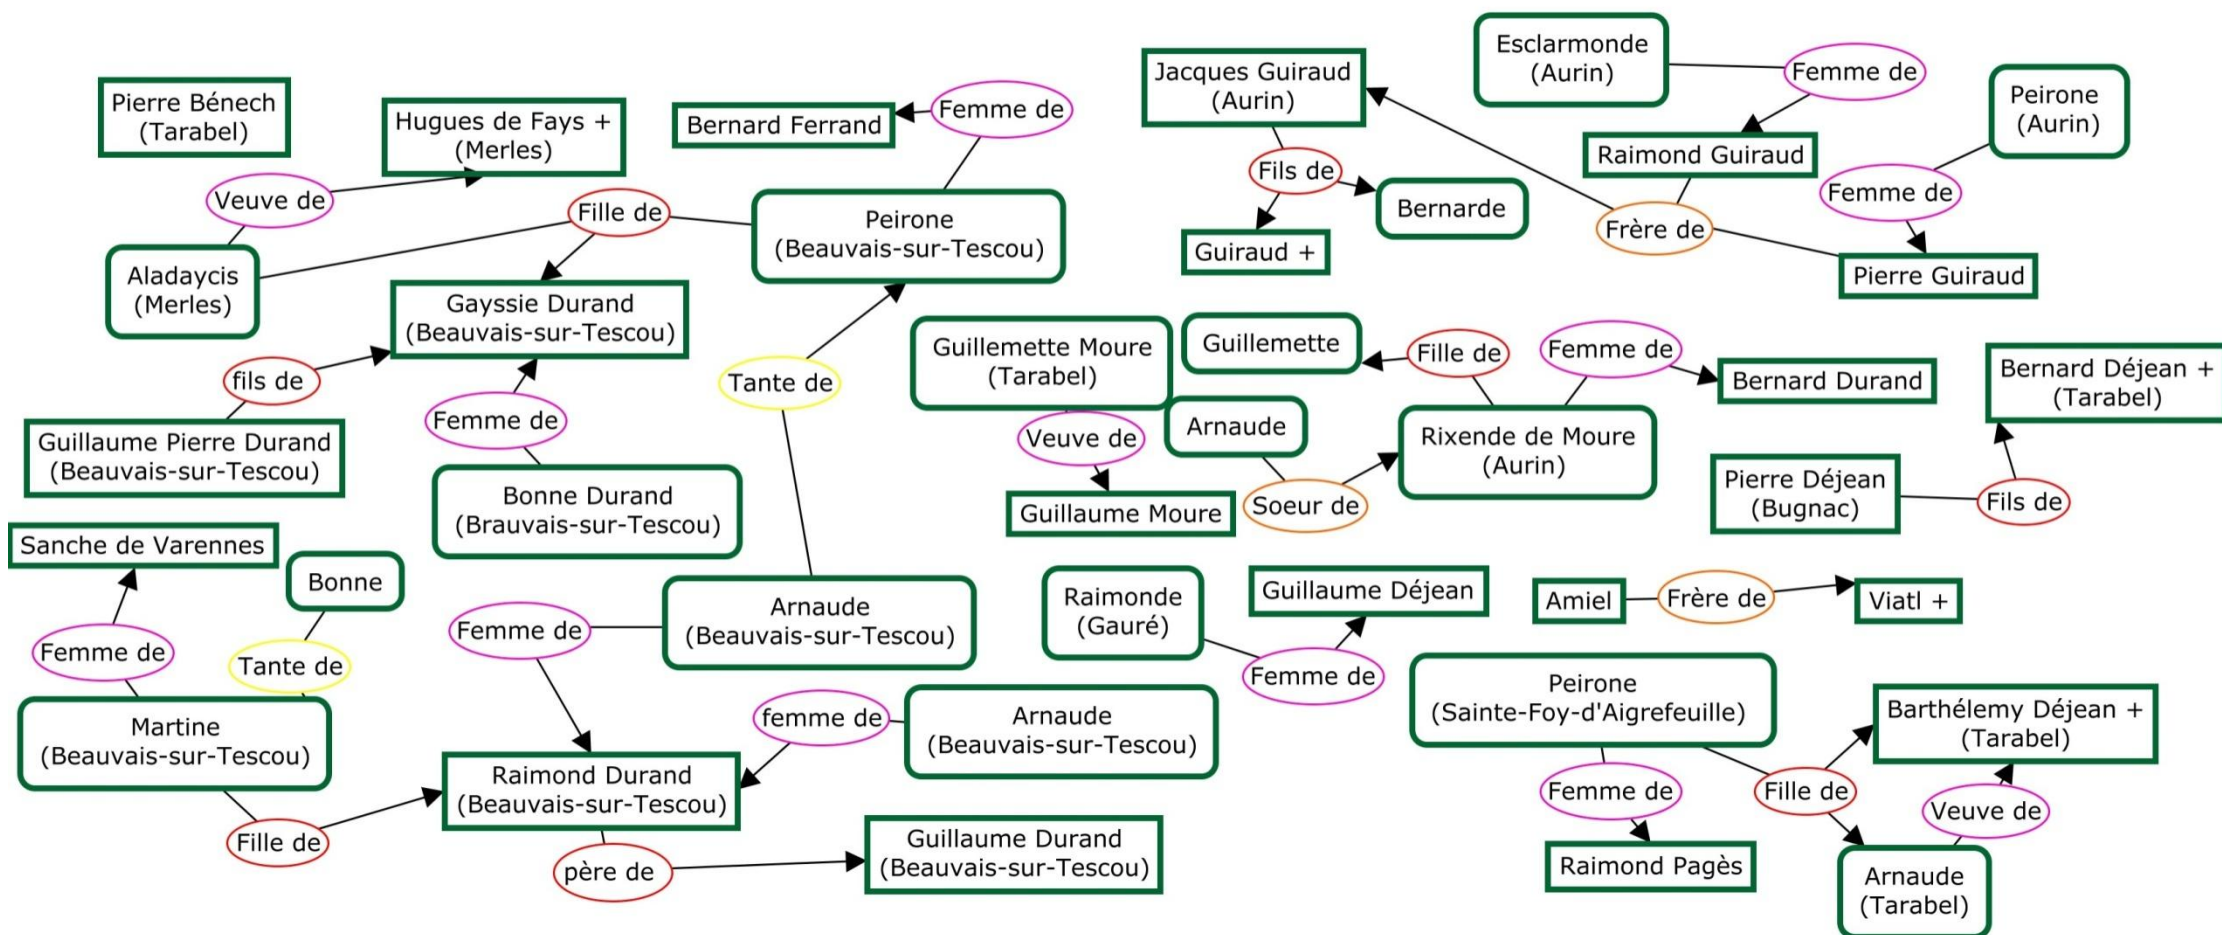 Pierre Bénech
(Tarabel)
Hugues de Fays +
(Merles)
Veuve de
Aladaycis
(Merles)
Fille de
Bernard Ferrand
Femme de
Peirone
(Beauvais-sur-Tescou)
Gayssie Durand
(Beauvais-sur-Tescou)
fils de
Guillaume Pierre Durand
(Beauvais-sur-Tescou)
Femme de
Bonne Durand
(Brauvais-sur-Tescou)
Tante de
Sanche de Varennes
Bonne
Femme de
Tante de
Martine
(Beauvais-sur-Tescou)
Fille de
Femme de
Arnaude
(Beauvais-sur-Tescou)
femme de
Arnaude
(Beauvais-sur-Tescou)
Raimond Durand
(Beauvais-sur-Tescou)
père de
Guillaume Durand
(Beauvais-sur-Tescou)
Jacques Guiraud
(Aurin)
Fils de
Bernarde
Guiraud +
Esclarmonde
(Aurin)
Femme de
Raimond Guiraud
Peirone
(Aurin)
Femme de
Frère de
Pierre Guiraud
Guillemette Moure
(Tarabel)
Veuve de
Guillaume Moure
Guillemette
Fille de
Femme de
Bernard Durand
Arnaude
Soeur de
Rixende de Moure
(Aurin)
Bernard Déjean +
(Tarabel)
Pierre Déjean
(Bugnac)
Fils de
Raimonde
(Gauré)
Guillaume Déjean
Femme de
Amiel
Frère de
Viatl +
Peirone
(Sainte-Foy-d'Aigrefeuille)
Femme de
Raimond Pagès
Fille de
Barthélemy Déjean +
(Tarabel)
Veuve de
Arnaude
(Tarabel)